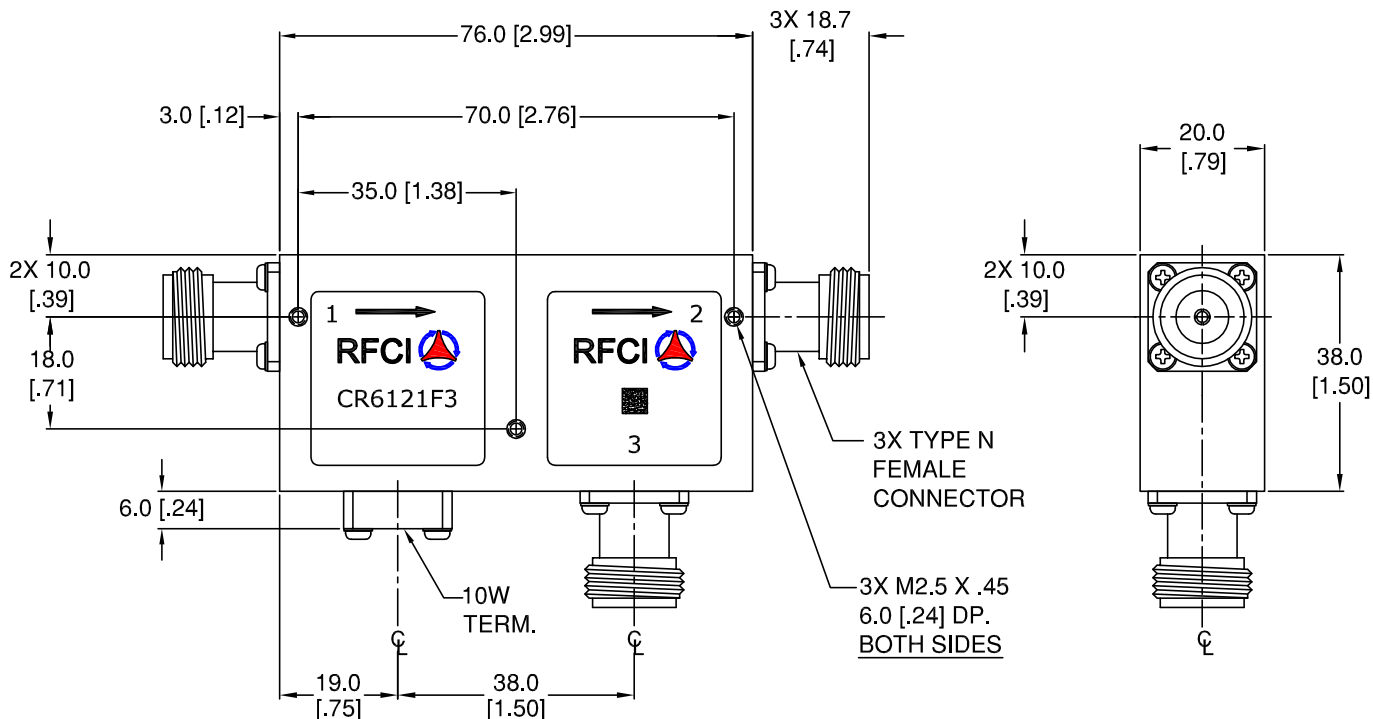 76.0 [2.99]
3X 18.7
[.74]
3.0 [.12]
70.0 [2.76]
20.0
[.79]
35.0 [1.38]
2X 10.0
[.39]
2X 10.0
[.39]
1
2
RFCI
RFCI
18.0
[.71]
38.0
[1.50]
CR6121F3
3
3X TYPE N
FEMALE
CONNECTOR
6.0 [.24]
10W
TERM.
3X M2.5 X .45
6.0 [.24] DP.
BOTH SIDES
℄
℄
℄
19.0
[.75]
38.0
[1.50]